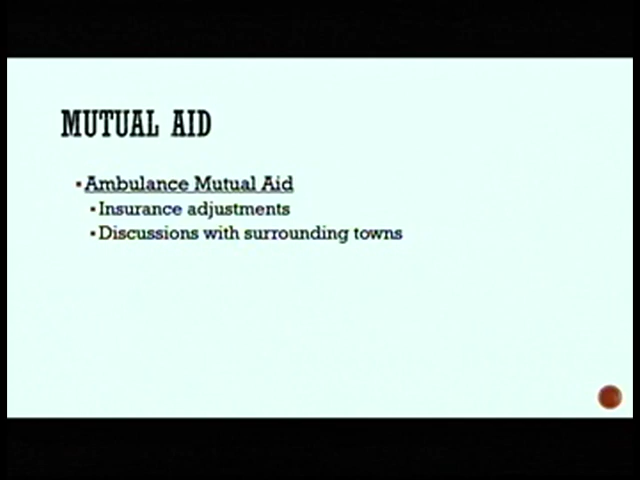 MUTUAL AID
▪Ambulance Mutual Aid
▪Insurance adjustments
▪Discussions with surrounding towns